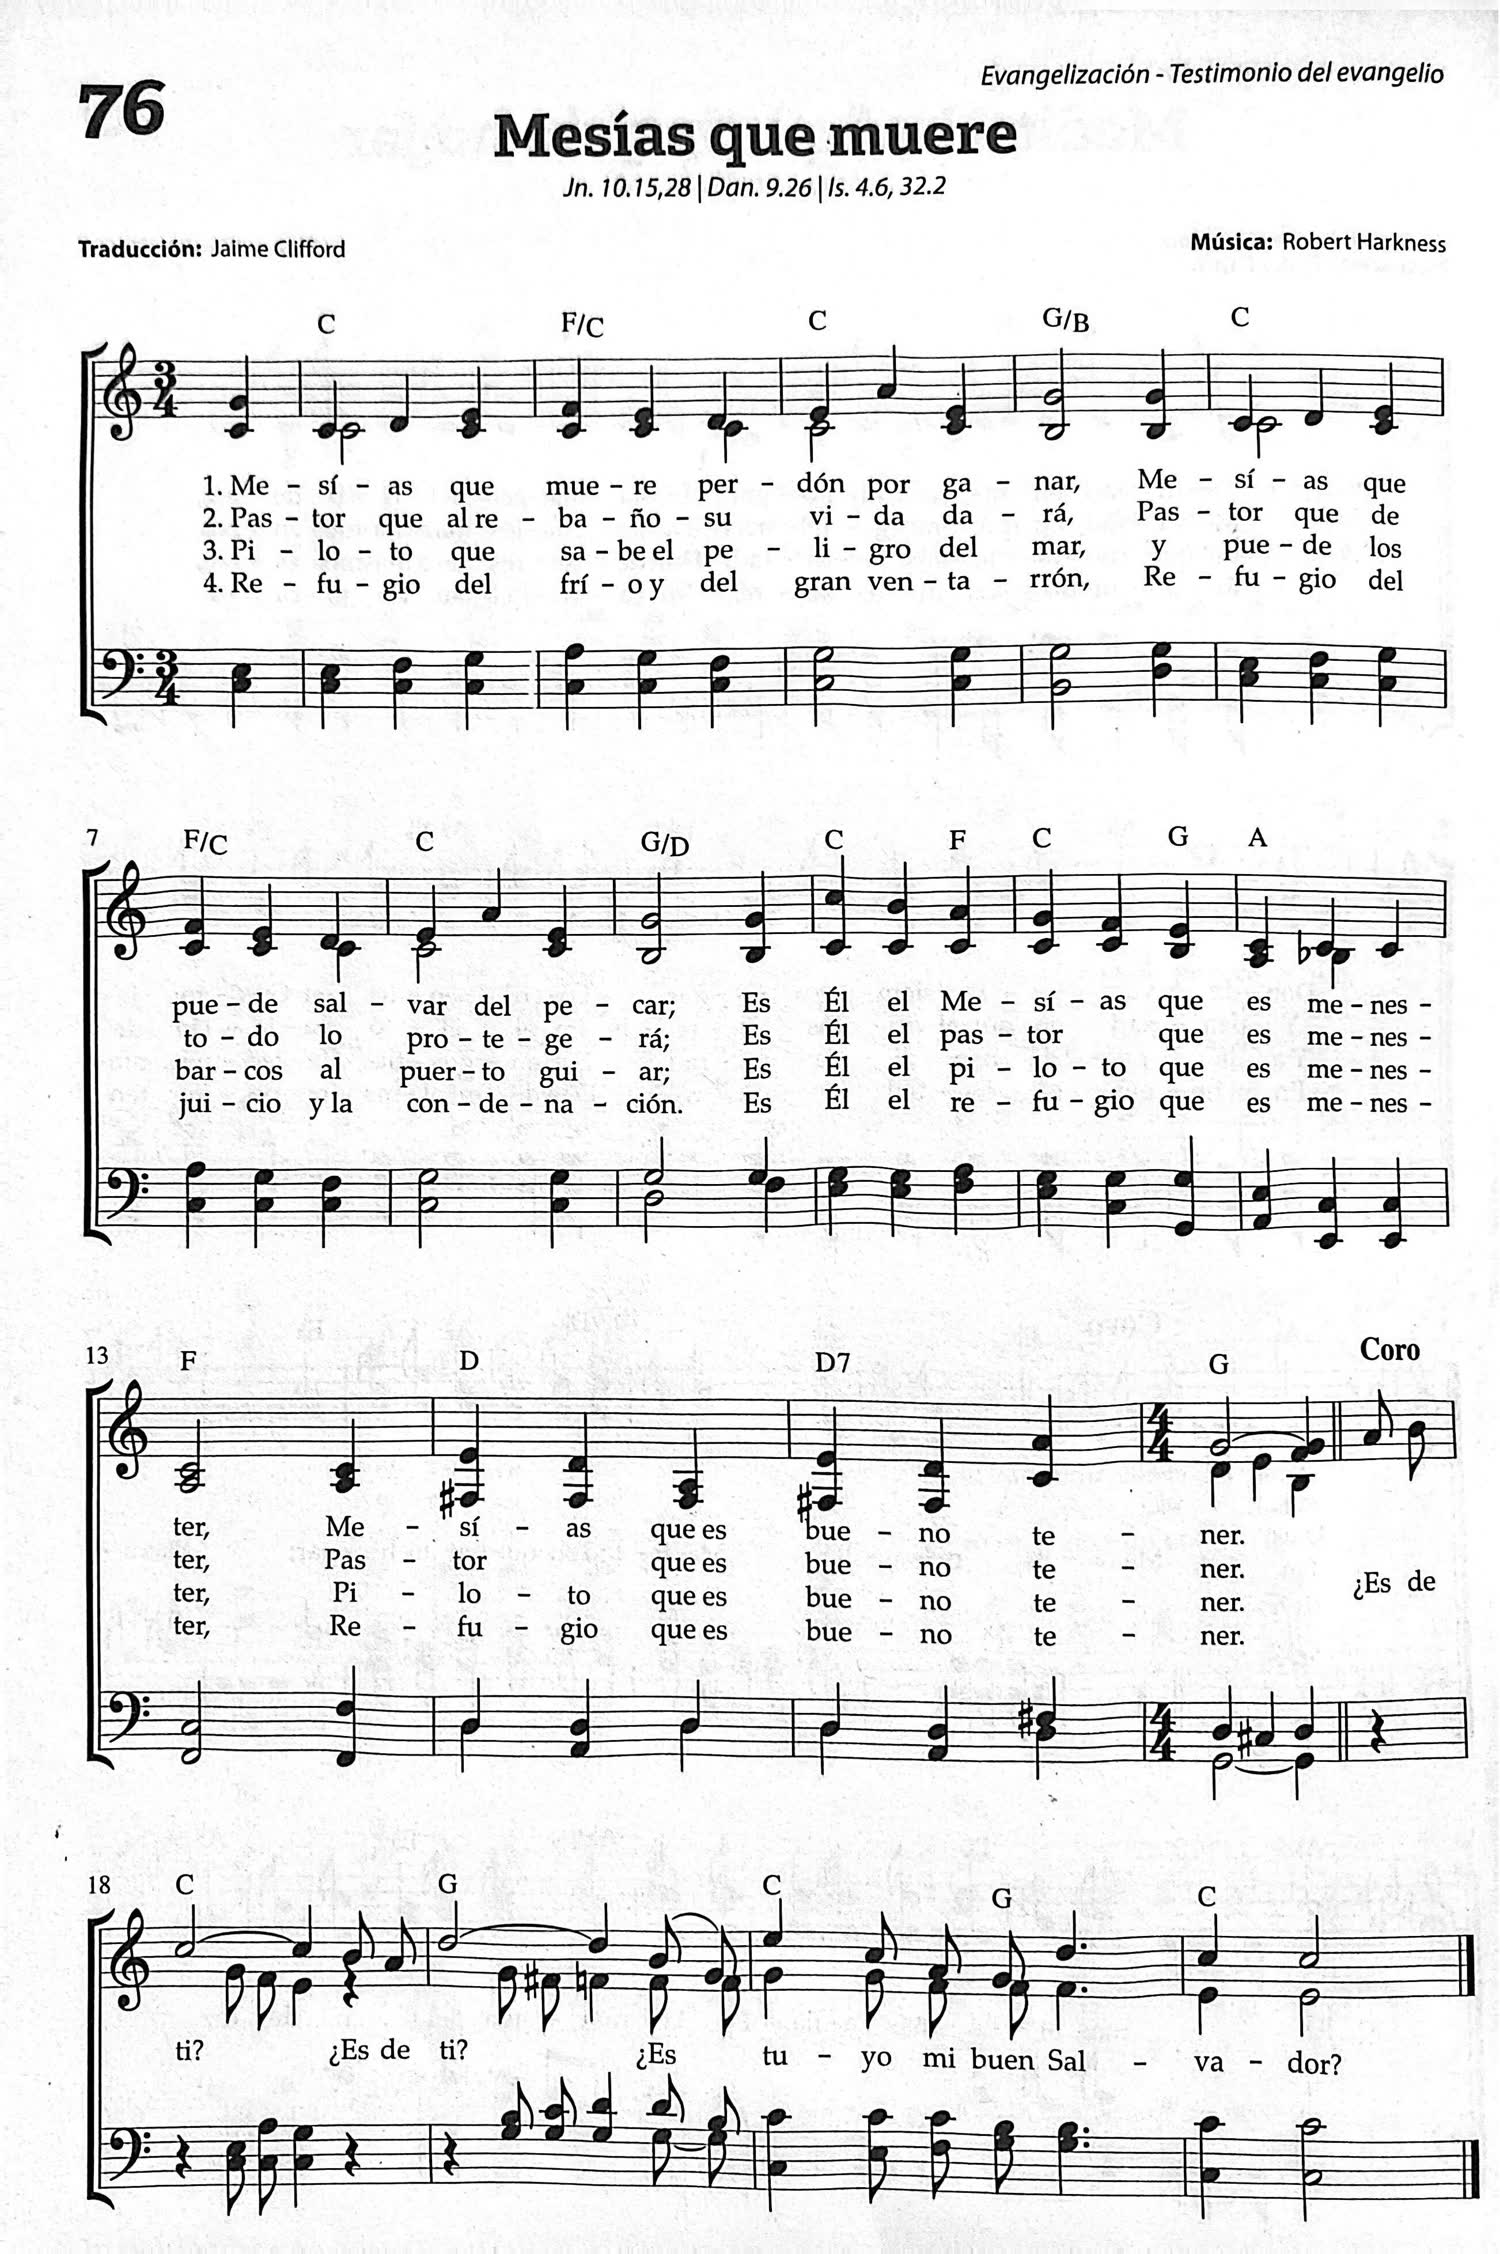 76
Evangelización - Testimonio del evangelio
Mesías que muere
Jn. 10.15,28 | Dan. 9.26 | Is. 4.6, 32.2
Traducción: Jaime Clifford
Música: Robert Harkness
C F/C C G/B C
3 4
1. Me – sí – as que mue – re per – dón por ga – nar, Me – sí – as que
2. Pas – tor que al re – ba – ño – su vi – da da – rá, Pas – tor que de
3. Pi – lo – to que sa – be el pe – li – gro del mar, y pue – de los
4. Re – fu – gio del frí – o y del gran ven – ta – rrón, Re – fu – gio del
3 4
7 F/C C G/D C F C G A
pue – de sal – var del pe – car; Es Él el Me – sí – as que es me – nes –
to – do lo pro – te – ge – rá; Es Él el pas – tor que es me – nes –
bar – cos al puer – to gui – ar; Es Él el pi – lo – to que es me – nes –
jui – cio y la con – de – na – ción. Es Él el re – fu – gio que es me – nes –
13 F D D7 G Coro
4 4
ter, Me – sí – as que es bue – no te – ner.
ter, Pas – tor que es bue – no te – ner.
ter, Pi – lo – to que es bue – no te – ner. ¿Es de
ter, Re – fu – gio que es bue – no te – ner.
4 4
18 C G C G C
ti? ¿Es de ti? ¿Es tu – yo mi buen Sal – va – dor?